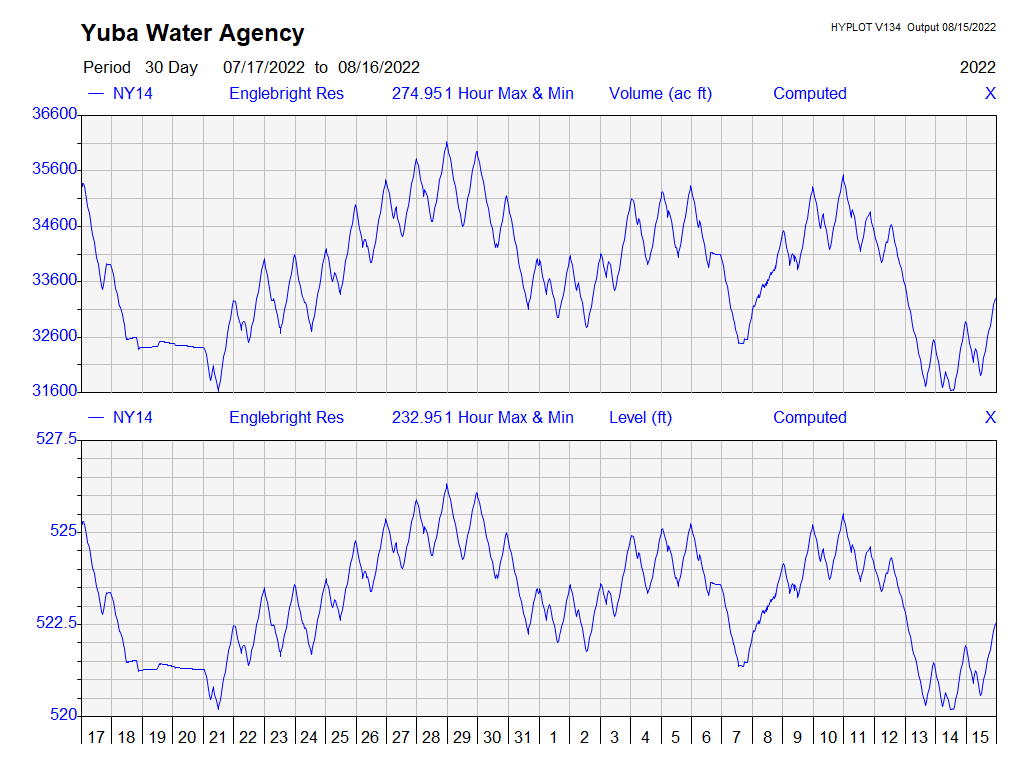 Yuba Water Agency
HYPLOT V134 Output 08/15/2022
Period 30 Day 07/17/2022 to 08/16/2022 2022
NY14 Englebright Res 274.951 Hour Max & Min Volume (ac ft) Computed X
36600
35600
34600
33600
32600
31600
NY14 Englebright Res 232.951 Hour Max & Min Level (ft) Computed X
527.5
525
522.5
520
17 18 19 20 21 22 23 24 25 26 27 28 29 30 31 1 2 3 4 5 6 7 8 9 10 11 12 13 14 15